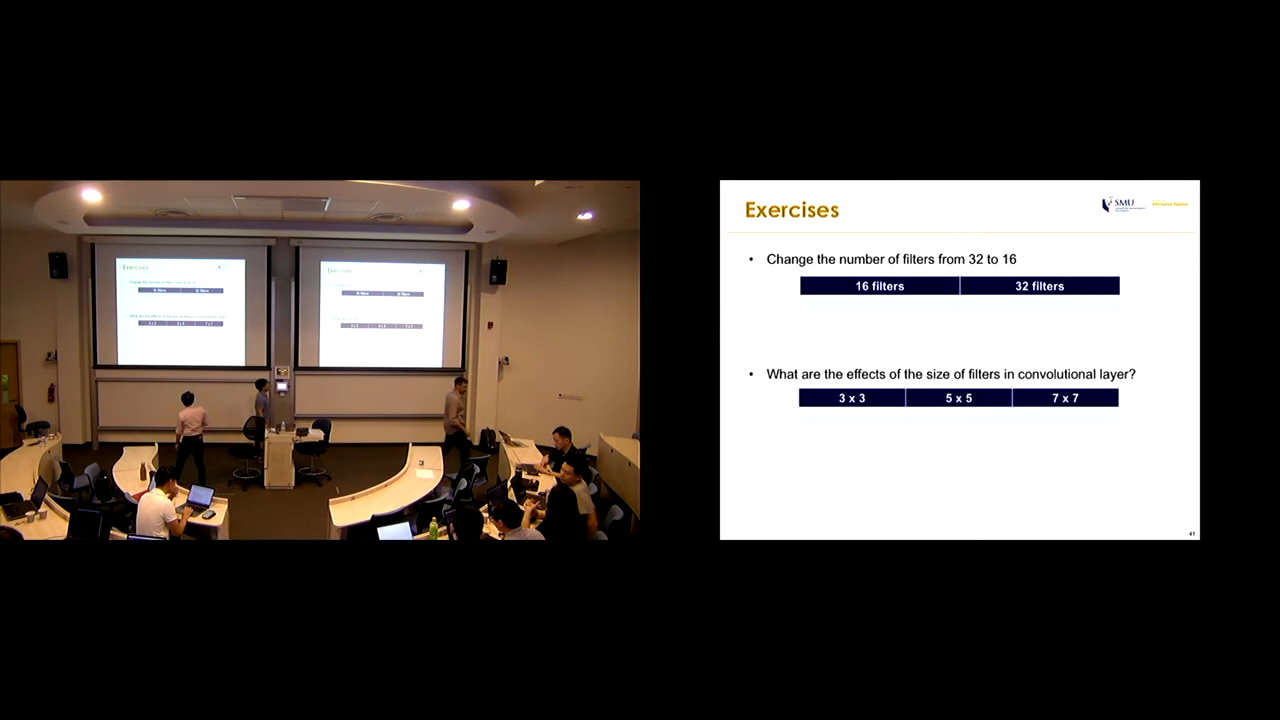 Exercises
SMU
• Change the number of filters from 32 to 16
16 filters 32 filters
• What are the effects of the size of filters in convolutional layer?
3 x 3 5 x 5 7 x 7
41
Exercises